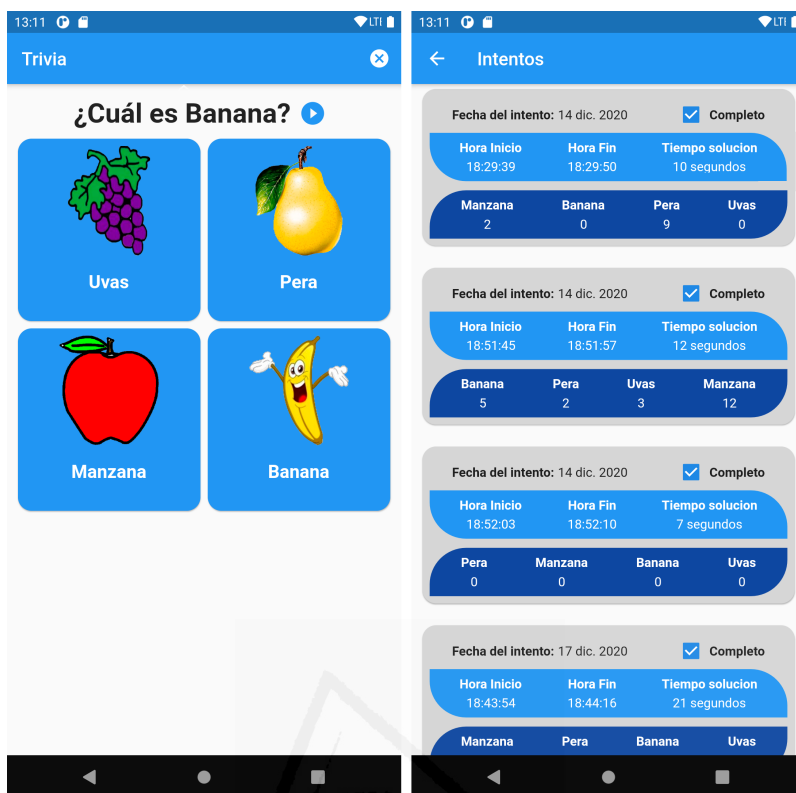 13:11 LTE
Trivia
¿Cuál es Banana?
Uvas Pera
Manzana Banana
13:11 LTE
Intentos
Fecha del intento: 14 dic. 2020 Completo
Hora Inicio Hora Fin Tiempo solucion
18:29:39 18:29:50 10 segundos
Manzana Banana Pera Uvas
2 0 9 0
Fecha del intento: 14 dic. 2020 Completo
Hora Inicio Hora Fin Tiempo solucion
18:51:45 18:51:57 12 segundos
Banana Pera Uvas Manzana
5 2 3 12
Fecha del intento: 14 dic. 2020 Completo
Hora Inicio Hora Fin Tiempo solucion
18:52:03 18:52:10 7 segundos
Pera Manzana Banana Uvas
0 0 0 0
Fecha del intento: 17 dic. 2020 Completo
Hora Inicio Hora Fin Tiempo solucion
18:43:54 18:44:16 21 segundos
Manzana Pera Banana Uvas